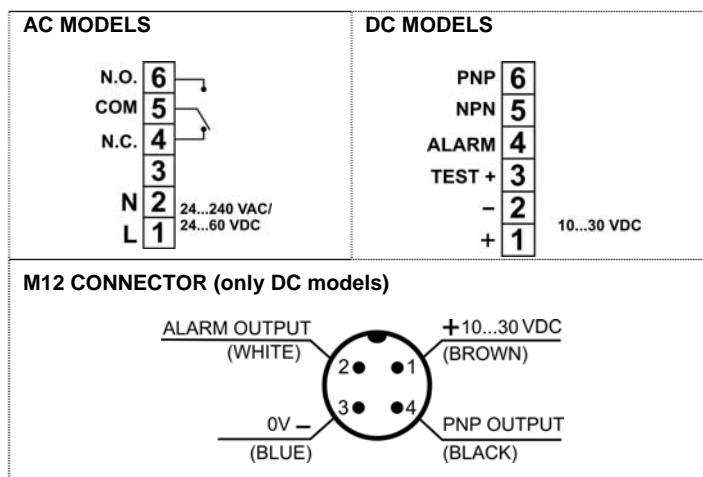 AC MODELS
N.O. 6
COM 5
N.C. 4
3
N 2 24...240 VAC/
L 1 24...60 VDC
DC MODELS
PNP 6
NPN 5
ALARM 4
TEST + 3
– 2
+ 1 10...30 VDC
M12 CONNECTOR (only DC models)
ALARM OUTPUT
(WHITE)
+10...30 VDC
(BROWN)
2 1
3 4
0V –
(BLUE)
PNP OUTPUT
(BLACK)